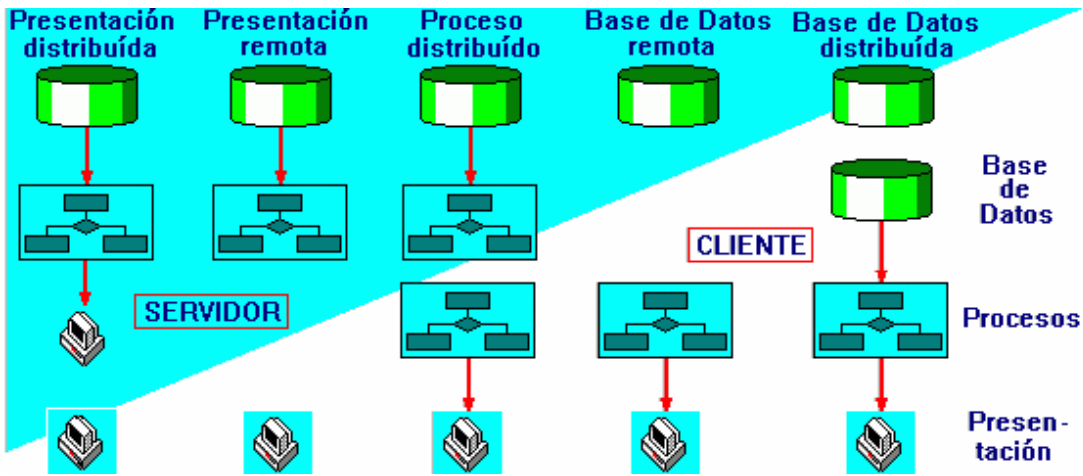 Presentación
distribuída
Presentación
remota
Proceso
distribuído
Base de Datos
remota
Base de Datos
distribuída
Base
de
Datos
CLIENTE
SERVIDOR
Procesos
Presen-
tación